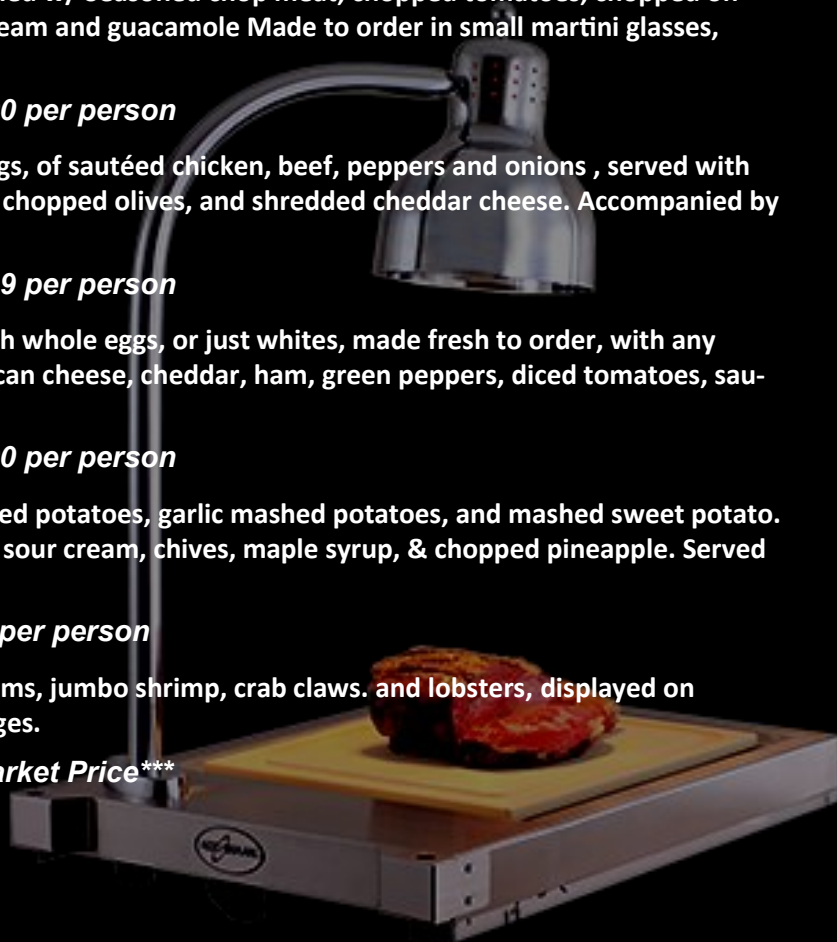 eam and guacamole Made to order in small martini glasses,
0 per person
gs, of sautéed chicken, beef, peppers and onions , served with
chopped olives, and shredded cheddar cheese. Accompanied by
9 per person
h whole eggs, or just whites, made fresh to order, with any
can cheese, cheddar, ham, green peppers, diced tomatoes, sau-
0 per person
ed potatoes, garlic mashed potatoes, and mashed sweet potato.
sour cream, chives, maple syrup, & chopped pineapple. Served
per person
ms, jumbo shrimp, crab claws. and lobsters, displayed on
ges.
arket Price***